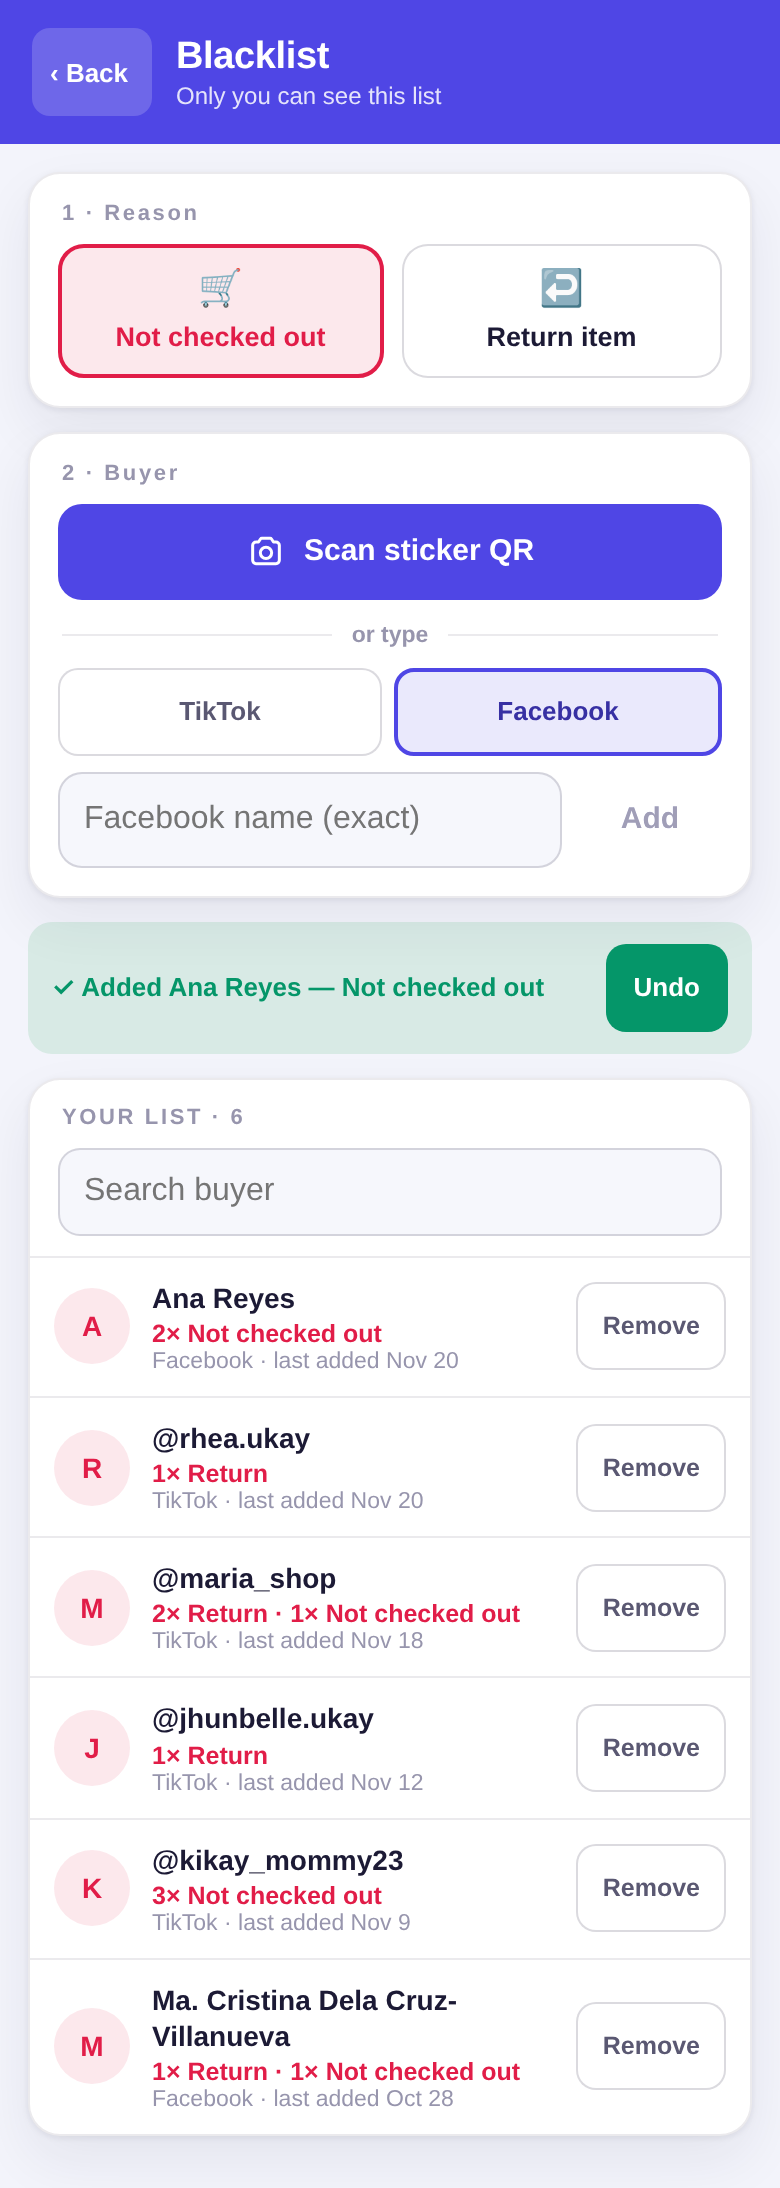 ‹ Back
Blacklist
Only you can see this list
1 · Reason
Not checked out
Return item
2 · Buyer
Scan sticker QR
or type
TikTok
Facebook
Facebook name (exact)
Add
✓ Added Ana Reyes — Not checked out
Undo
YOUR LIST · 6
Search buyer
A
Ana Reyes
2× Not checked out
Facebook · last added Nov 20
Remove
R
@rhea.ukay
1× Return
TikTok · last added Nov 20
Remove
M
@maria_shop
2× Return · 1× Not checked out
TikTok · last added Nov 18
Remove
J
@jhunbelle.ukay
1× Return
TikTok · last added Nov 12
Remove
K
@kikay_mommy23
3× Not checked out
TikTok · last added Nov 9
Remove
M
Ma. Cristina Dela Cruz-
Villanueva
1× Return · 1× Not checked out
Facebook · last added Oct 28
Remove